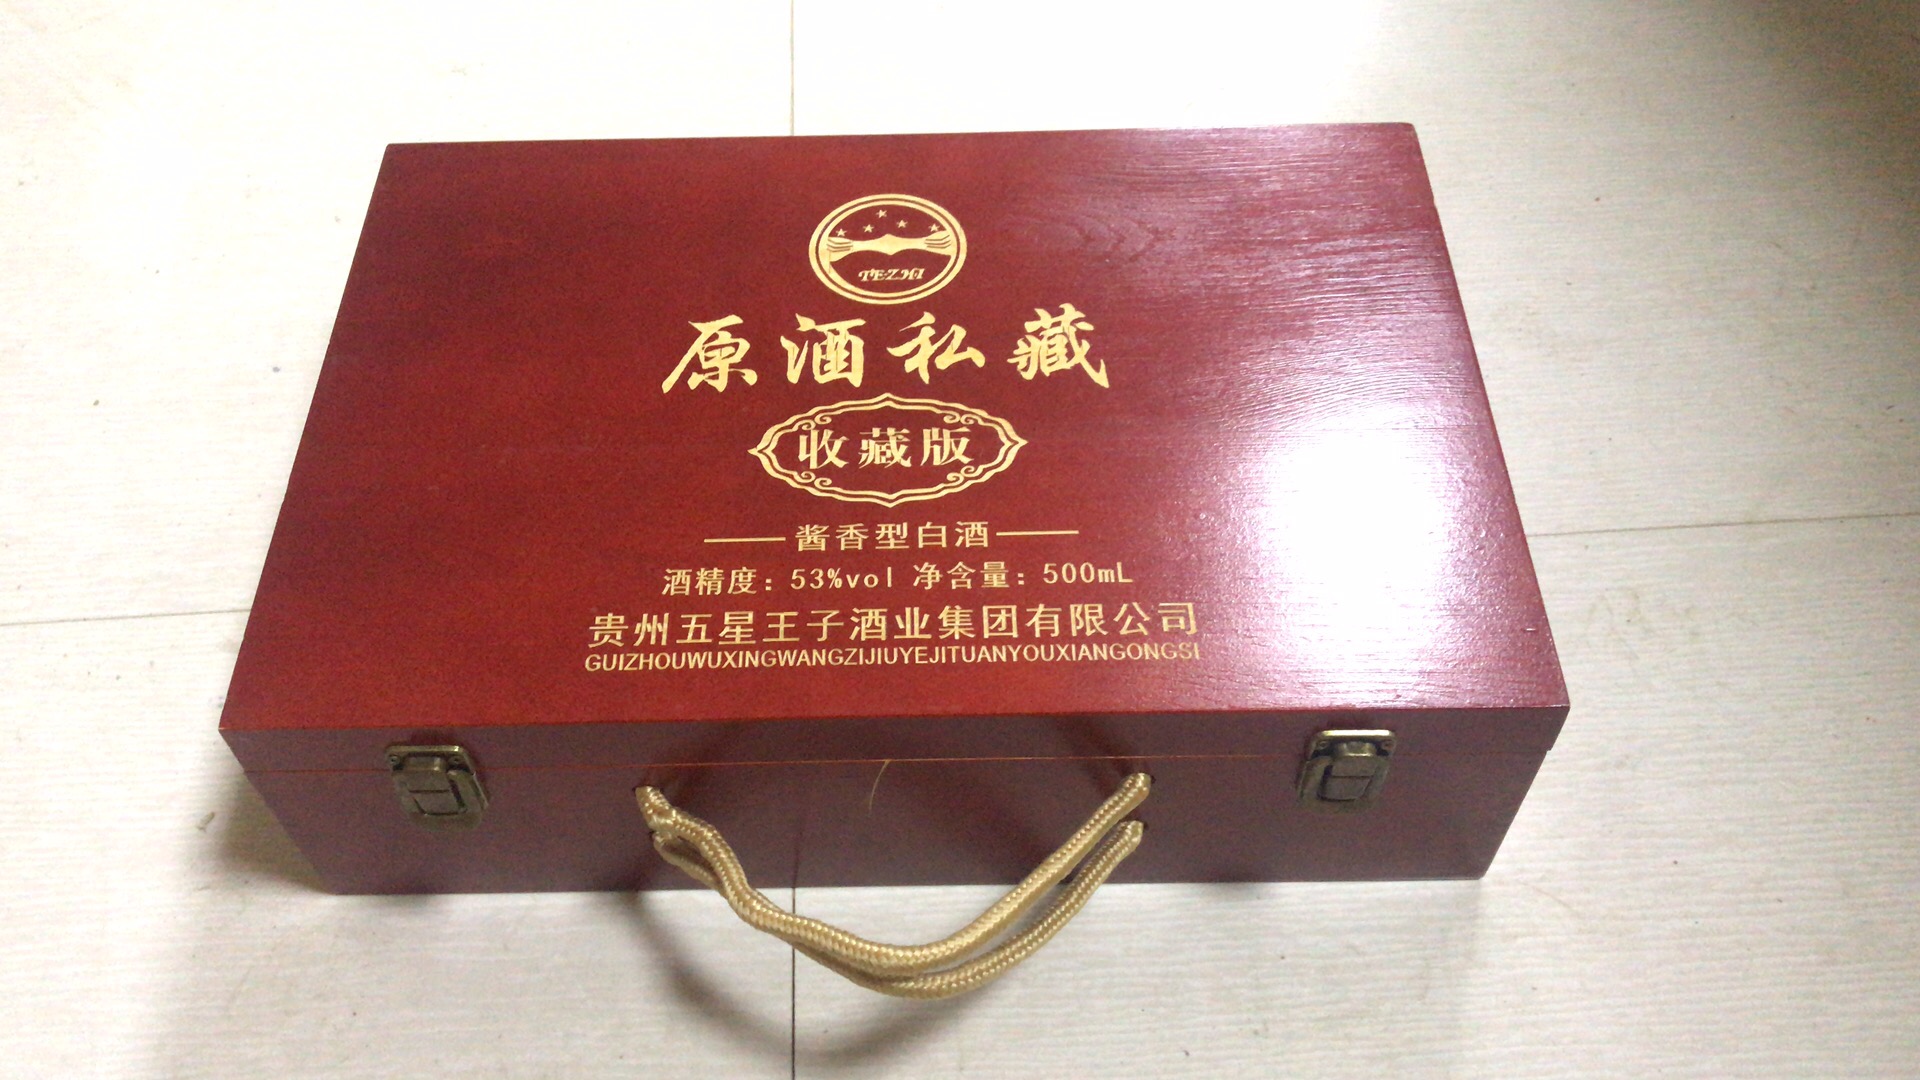 TEZHI
原酒私藏
收藏版
酱香型白酒
酒精度：53%vol 净含量：500mL
贵州五星王子酒业集团有限公司
GUIZHOUWUXINGWANGZIJIUYEJITUANYOUXIANGONGSI